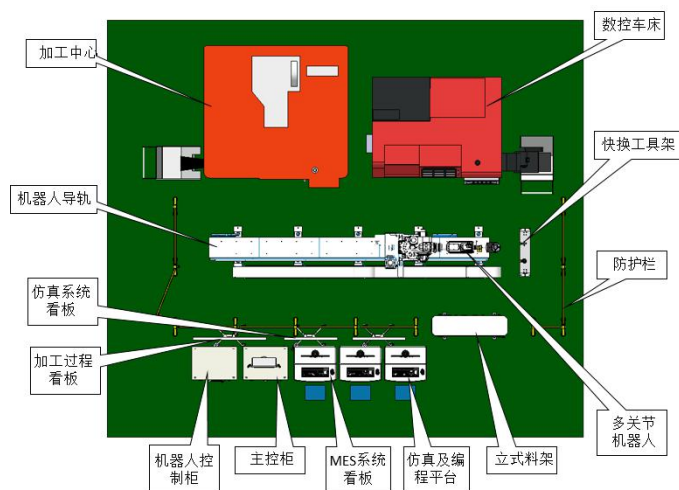 加工中心
数控车床
快换工具架
机器人导轨
防护栏
仿真系统
看板
加工过程
看板
机器人控
制柜
主控柜
MES系统
看板
仿真及编
程平台
立式料架
多关节
机器人